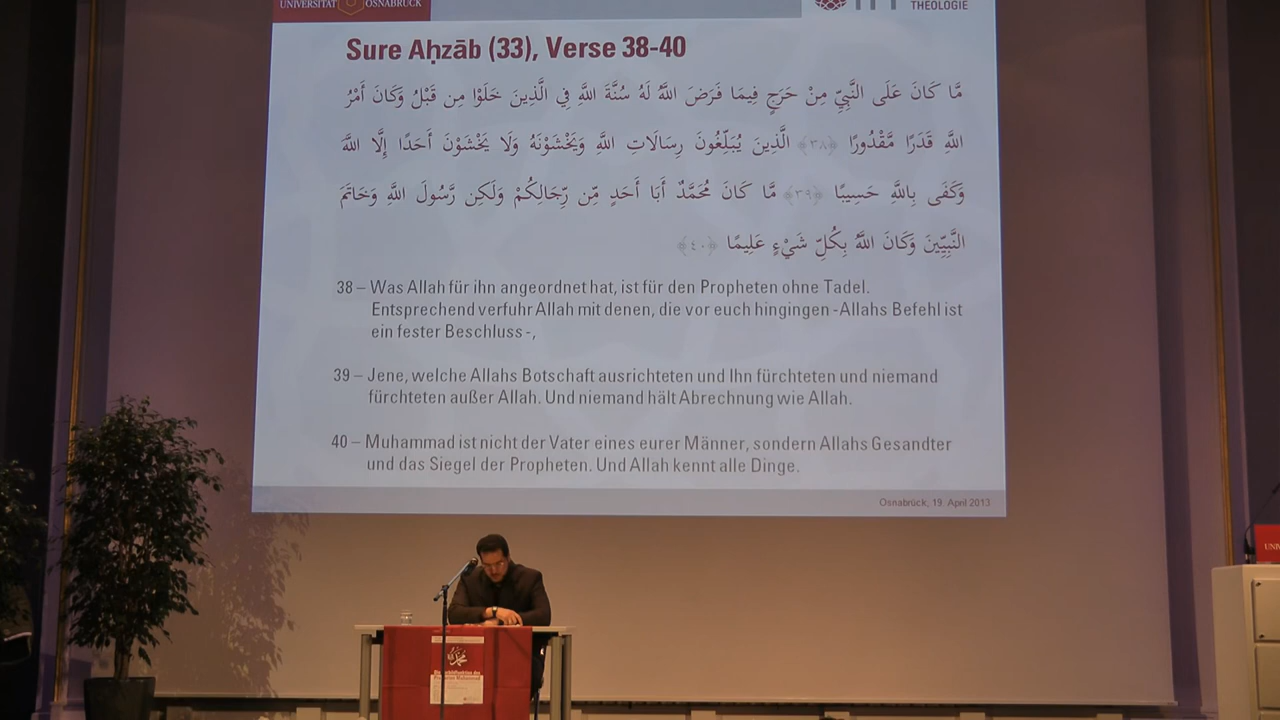 UNIVERSITÄT OSNABRÜCK
THEOLOGIE
Sure Aḥzāb (33), Verse 38-40
مَّا كَانَ عَلَى النَّبِيِّ مِنْ حَرَجٍ فِيمَا فَرَضَ اللَّهُ لَهُ سُنَّةَ اللَّهِ فِي الَّذِينَ خَلَوْا مِن قَبْلُ وَكَانَ أَمْرُ
اللَّهِ قَدَرًا مَّقْدُورًا ﴿٣٨﴾ الَّذِينَ يُبَلِّغُونَ رِسَالَاتِ اللَّهِ وَيَخْشَوْنَهُ وَلَا يَخْشَوْنَ أَحَدًا إِلَّا اللَّهَ
وَكَفَى بِاللَّهِ حَسِيبًا ﴿٣٩﴾ مَّا كَانَ مُحَمَّدٌ أَبَا أَحَدٍ مِّن رِّجَالِكُمْ وَلَكِن رَّسُولَ اللَّهِ وَخَاتَمَ
النَّبِيِّينَ وَكَانَ اللَّهُ بِكُلِّ شَيْءٍ عَلِيمًا ﴿٤٠﴾
38 – Was Allah für ihn angeordnet hat, ist für den Propheten ohne Tadel.
Entsprechend verfuhr Allah mit denen, die vor euch hingingen -Allahs Befehl ist
ein fester Beschluss -,
39 – Jene, welche Allahs Botschaft ausrichteten und Ihn fürchteten und niemand
fürchteten außer Allah. Und niemand hält Abrechnung wie Allah.
40 – Muhammad ist nicht der Vater eines eurer Männer, sondern Allahs Gesandter
und das Siegel der Propheten. Und Allah kennt alle Dinge.
Osnabrück, 19. April 2013
محمد
Propheten Muhammad
UNI